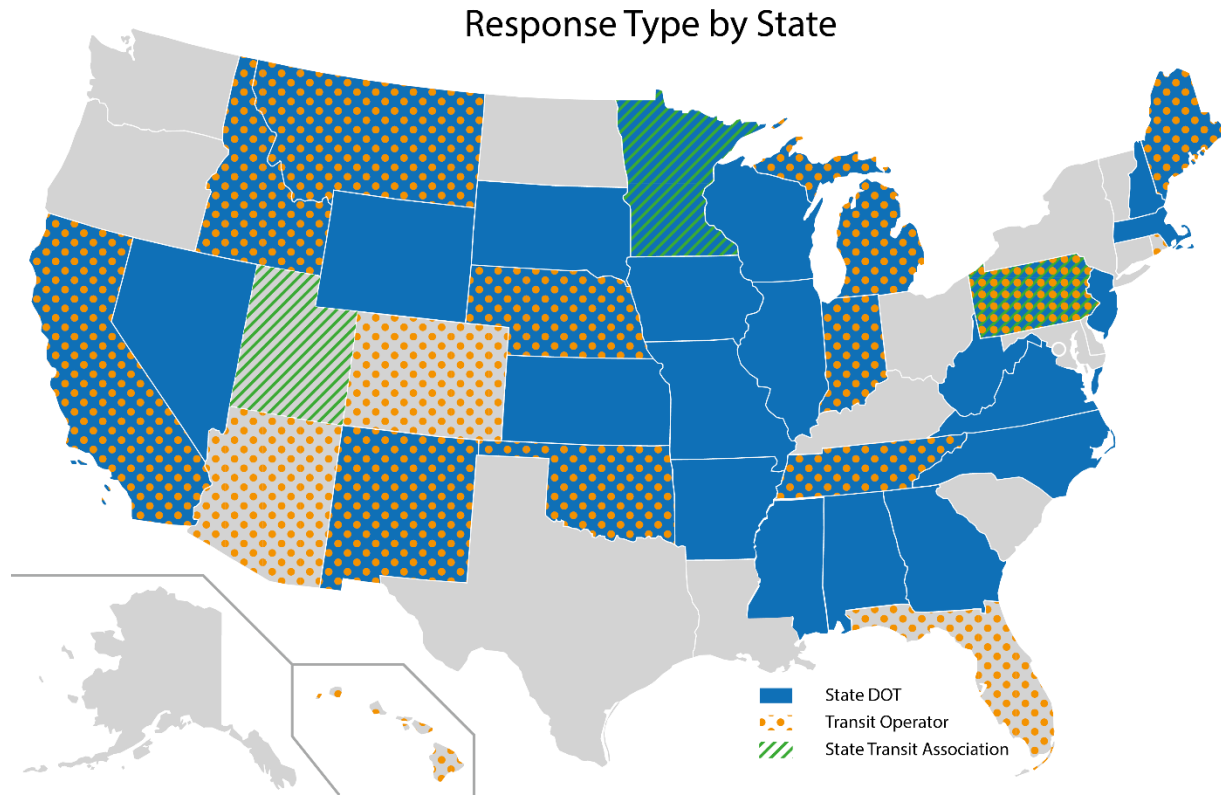 Response Type by State
State DOT
Transit Operator
State Transit Association